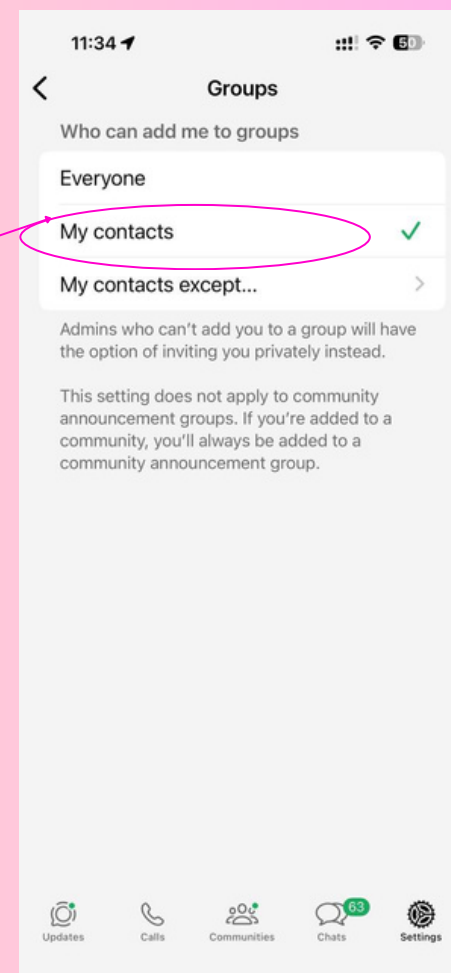 11:34
50
Groups
Who can add me to groups
Everyone
My contacts
My contacts except...
Admins who can't add you to a group will have
the option of inviting you privately instead.
This setting does not apply to community
announcement groups. If you're added to a
community, you'll always be added to a
community announcement group.
63
Updates Calls Communities Chats Settings